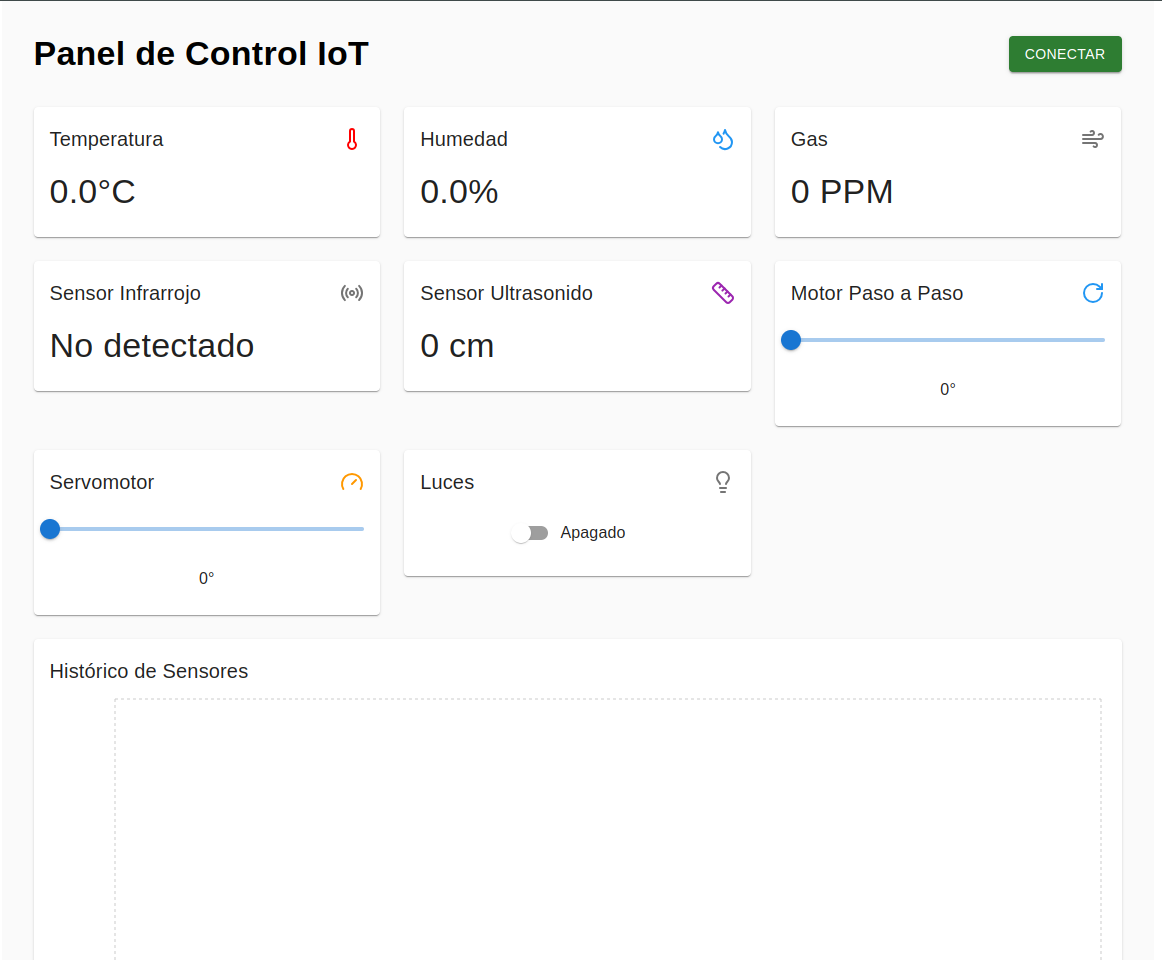 Panel de Control IoT
CONECTAR
Temperatura
0.0°C
Humedad
0.0%
Gas
0 PPM
Sensor Infrarrojo
No detectado
Sensor Ultrasonido
0 cm
Motor Paso a Paso
0°
Servomotor
0°
Luces
Apagado
Histórico de Sensores